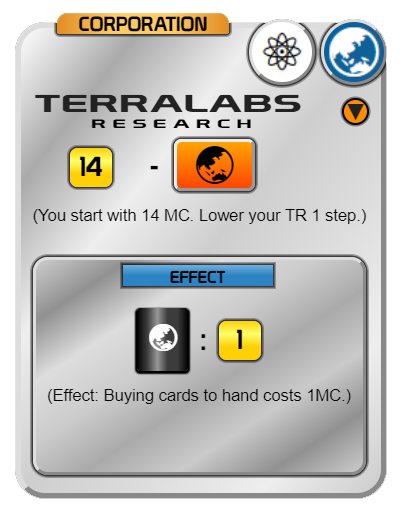 CORPORATION
TERRALABS
RESEARCH
14 -
(You start with 14 MC. Lower your TR 1 step.)
EFFECT
: 1
(Effect: Buying cards to hand costs 1MC.)